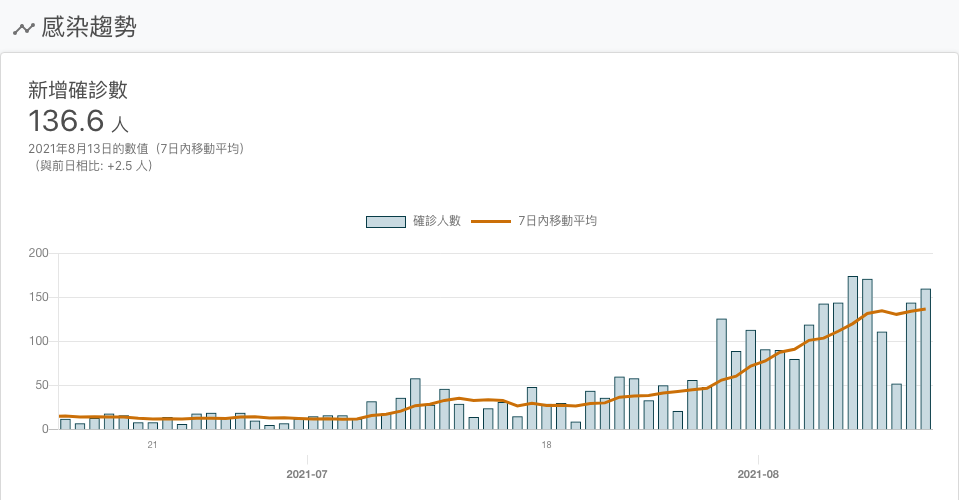 感染趨勢
新增確診數
136.6 人
2021年8月13日的數值（7日內移動平均）
（與前日相比: +2.5 人）
確診人數 7日內移動平均
200
150
100
50
0
21 18
2021-07 2021-08